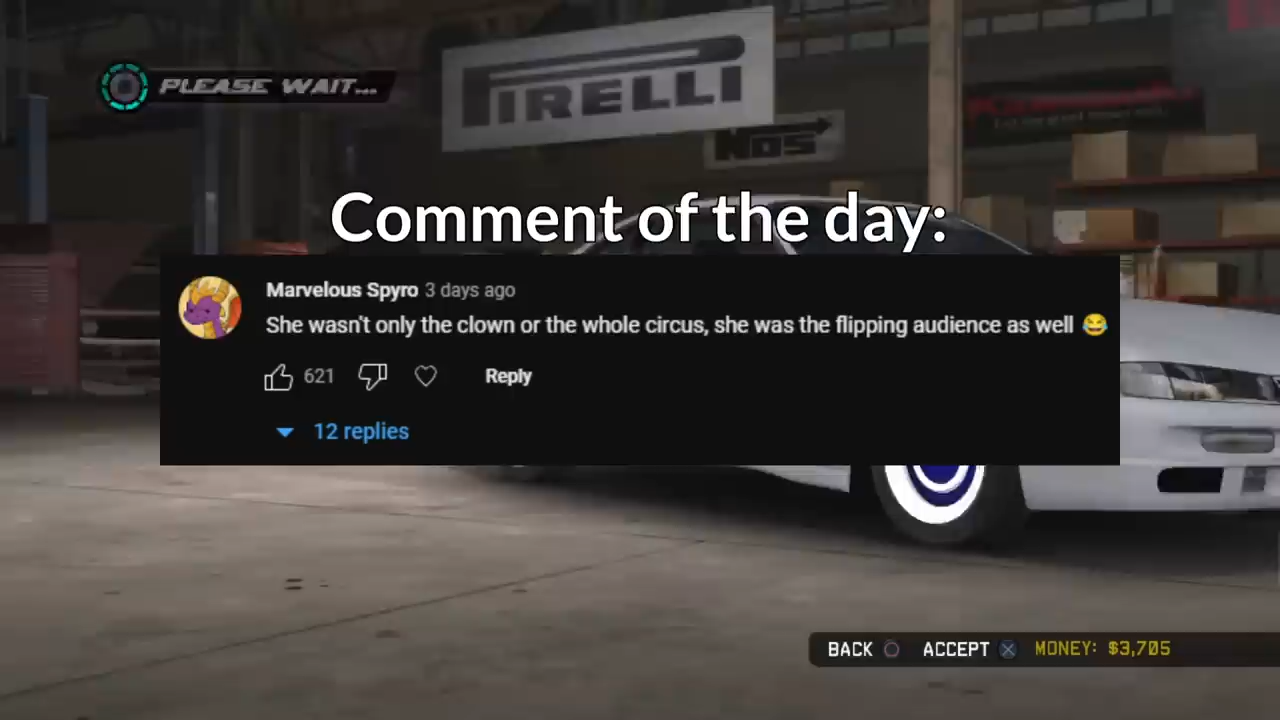 PIRELLI
PLEASE WAIT...
NOS
Comment of the day:
Marvelous Spyro 3 days ago
She wasn't only the clown or the whole circus, she was the flipping audience as well 😂
621
Reply
12 replies
BACK ACCEPT MONEY: $3,705